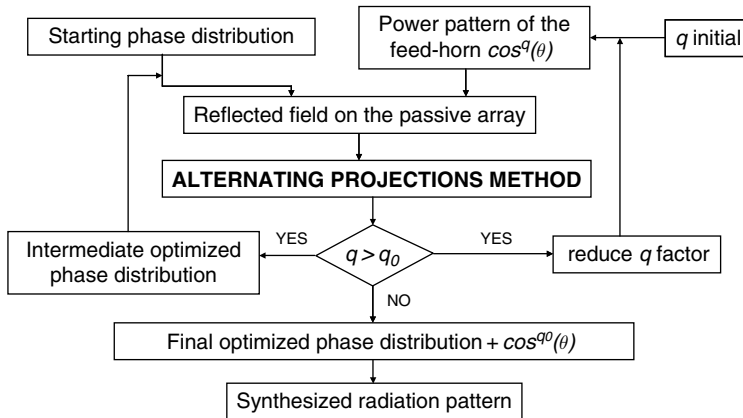 Starting phase distribution
Power pattern of the
feed-horn cos^q(θ)
q initial
Reflected field on the passive array
ALTERNATING PROJECTIONS METHOD
YES
YES
Intermediate optimized
phase distribution
q > q₀
reduce q factor
NO
Final optimized phase distribution + cos^q0(θ)
Synthesized radiation pattern